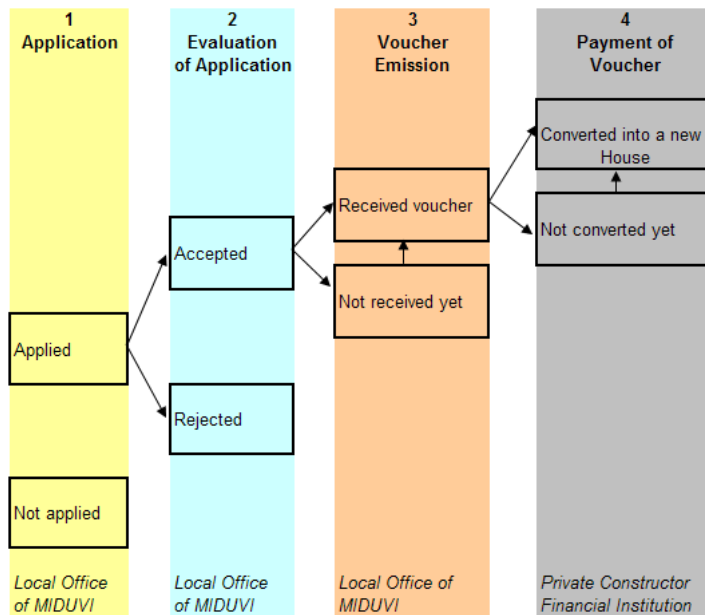 1
Application
Applied
Not applied
Local Office
of MIDUVI
2
Evaluation
of Application
Accepted
Rejected
Local Office
of MIDUVI
3
Voucher
Emission
Received voucher
Not received yet
Local Office of
MIDUVI
4
Payment of
Voucher
Converted into a new
House
Not converted yet
Private Constructor
Financial Institution